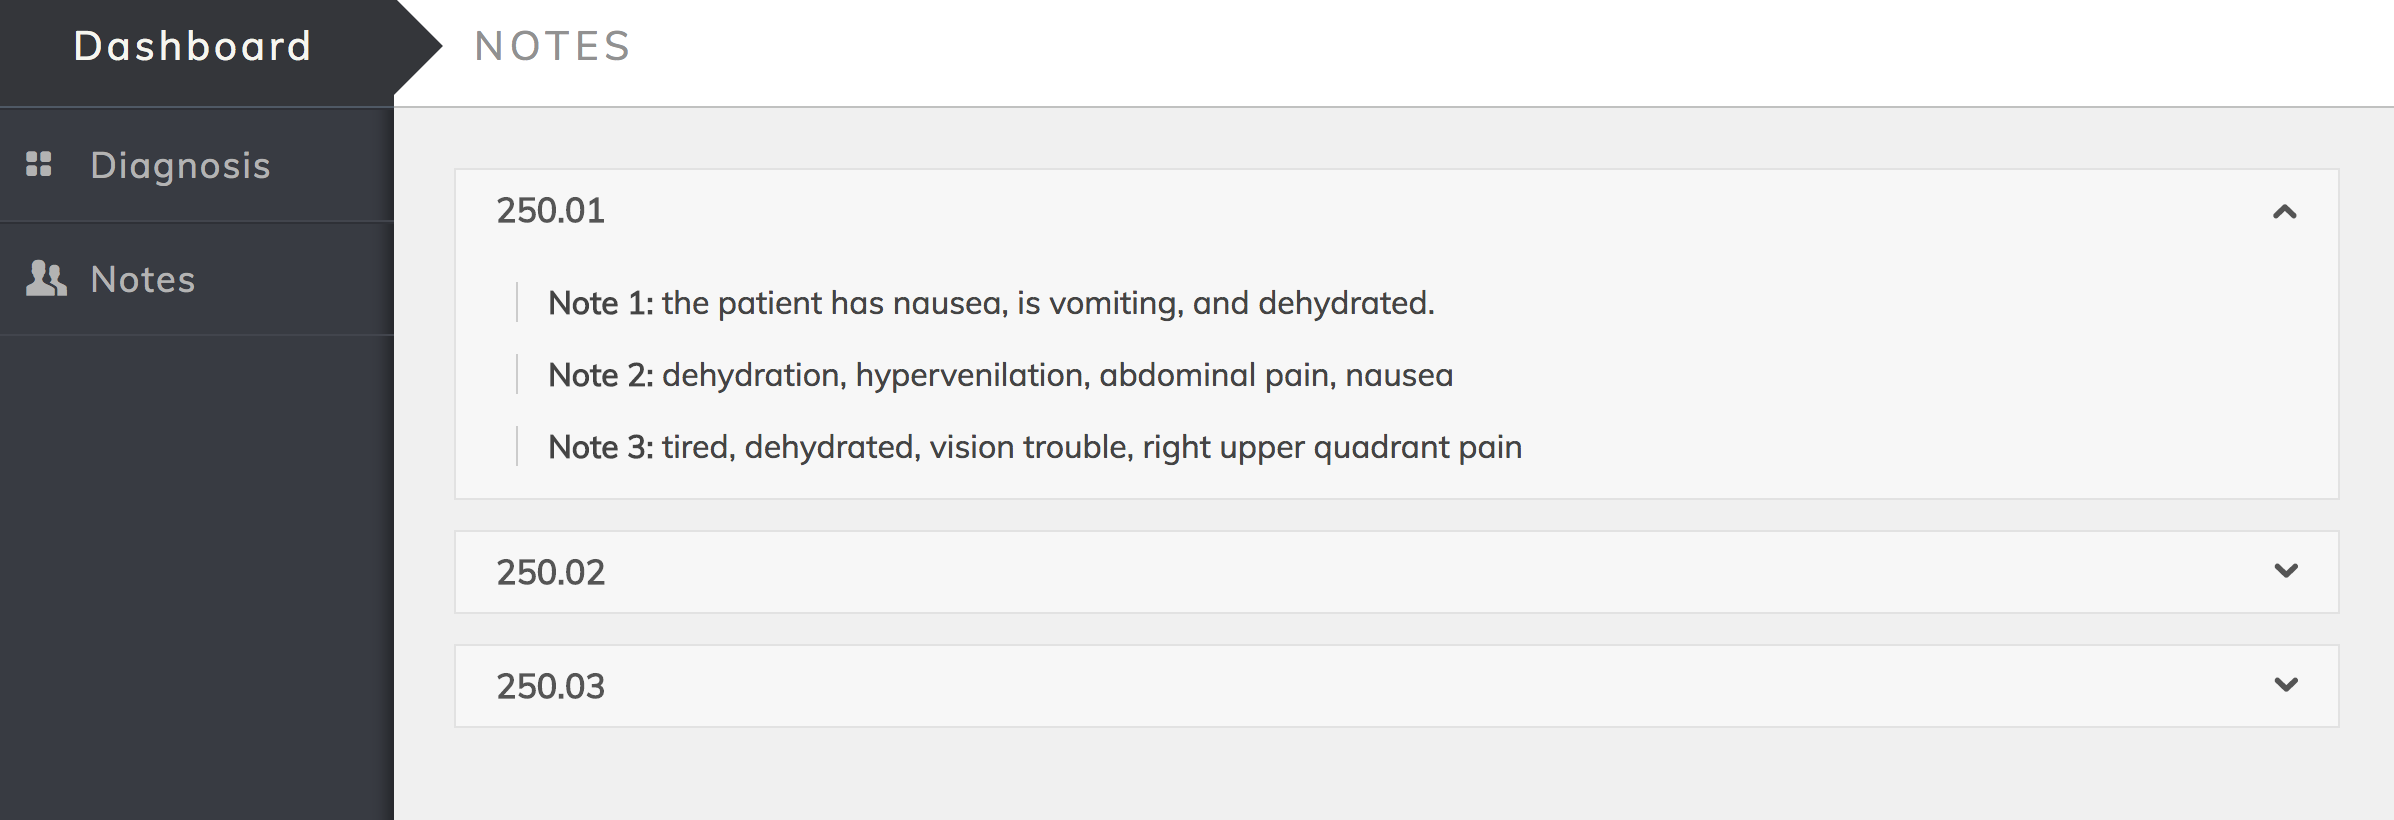 Dashboard
NOTES
Diagnosis
Notes
250.01
Note 1: the patient has nausea, is vomiting, and dehydrated.
Note 2: dehydration, hypervenilation, abdominal pain, nausea
Note 3: tired, dehydrated, vision trouble, right upper quadrant pain
250.02
250.03